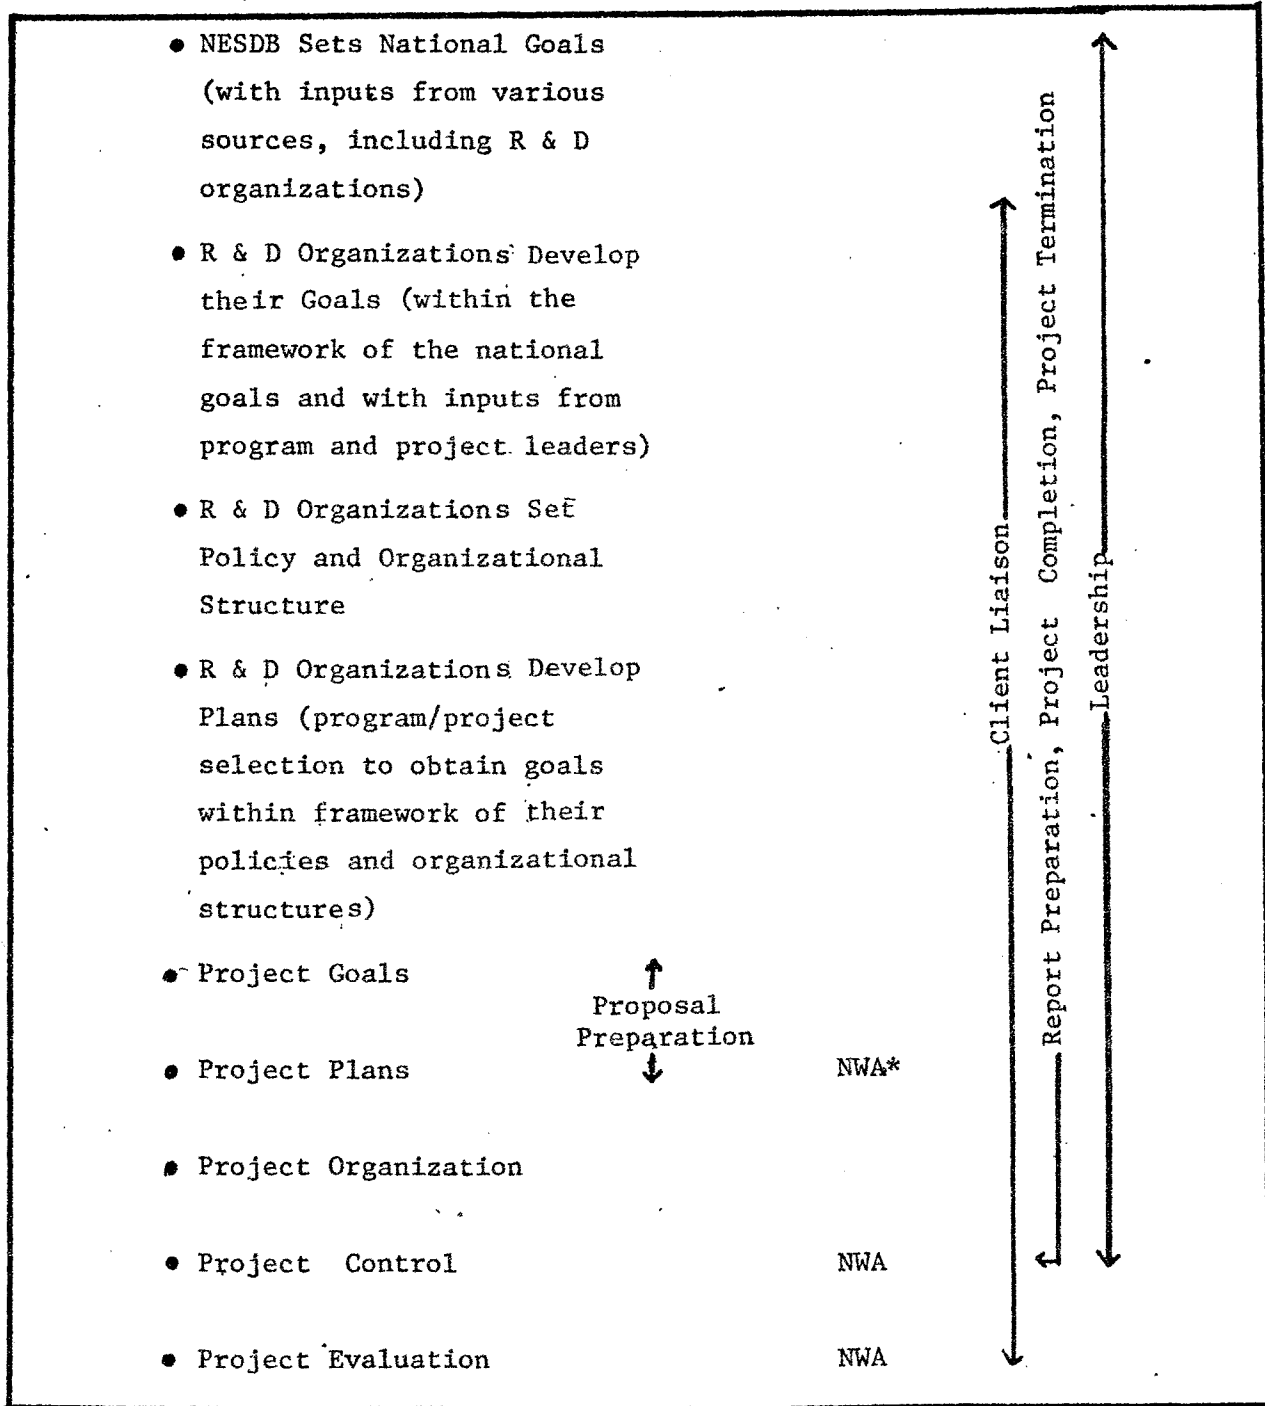 • NESDB Sets National Goals
(with inputs from various
sources, including R & D
organizations)
• R & D Organizations Develop
their Goals (within the
framework of the national
goals and with inputs from
program and project leaders)
• R & D Organizations Set
Policy and Organizational
Structure
• R & D Organizations Develop
Plans (program/project
selection to obtain goals
within framework of their
policies and organizational
structures)
• Project Goals
Proposal
Preparation
• Project Plans NWA*
• Project Organization
• Project Control NWA
• Project Evaluation NWA
Client Liaison
Report Preparation, Project Completion, Project Termination
Leadership